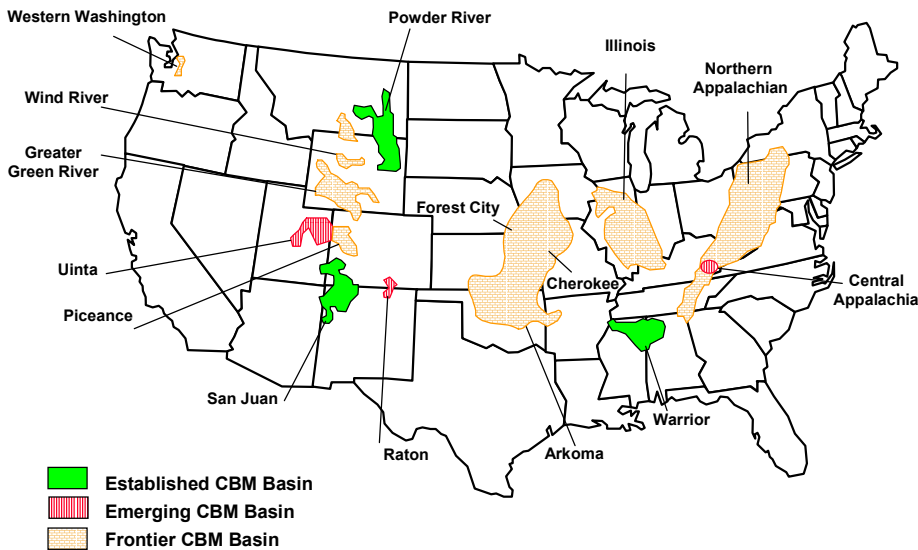 Western Washington
Powder River
Illinois
Northern
Appalachian
Wind River
Greater
Green River
Forest City
Cherokee
Uinta
Central
Appalachia
Piceance
San Juan
Warrior
Raton
Arkoma
Established CBM Basin
Emerging CBM Basin
Frontier CBM Basin